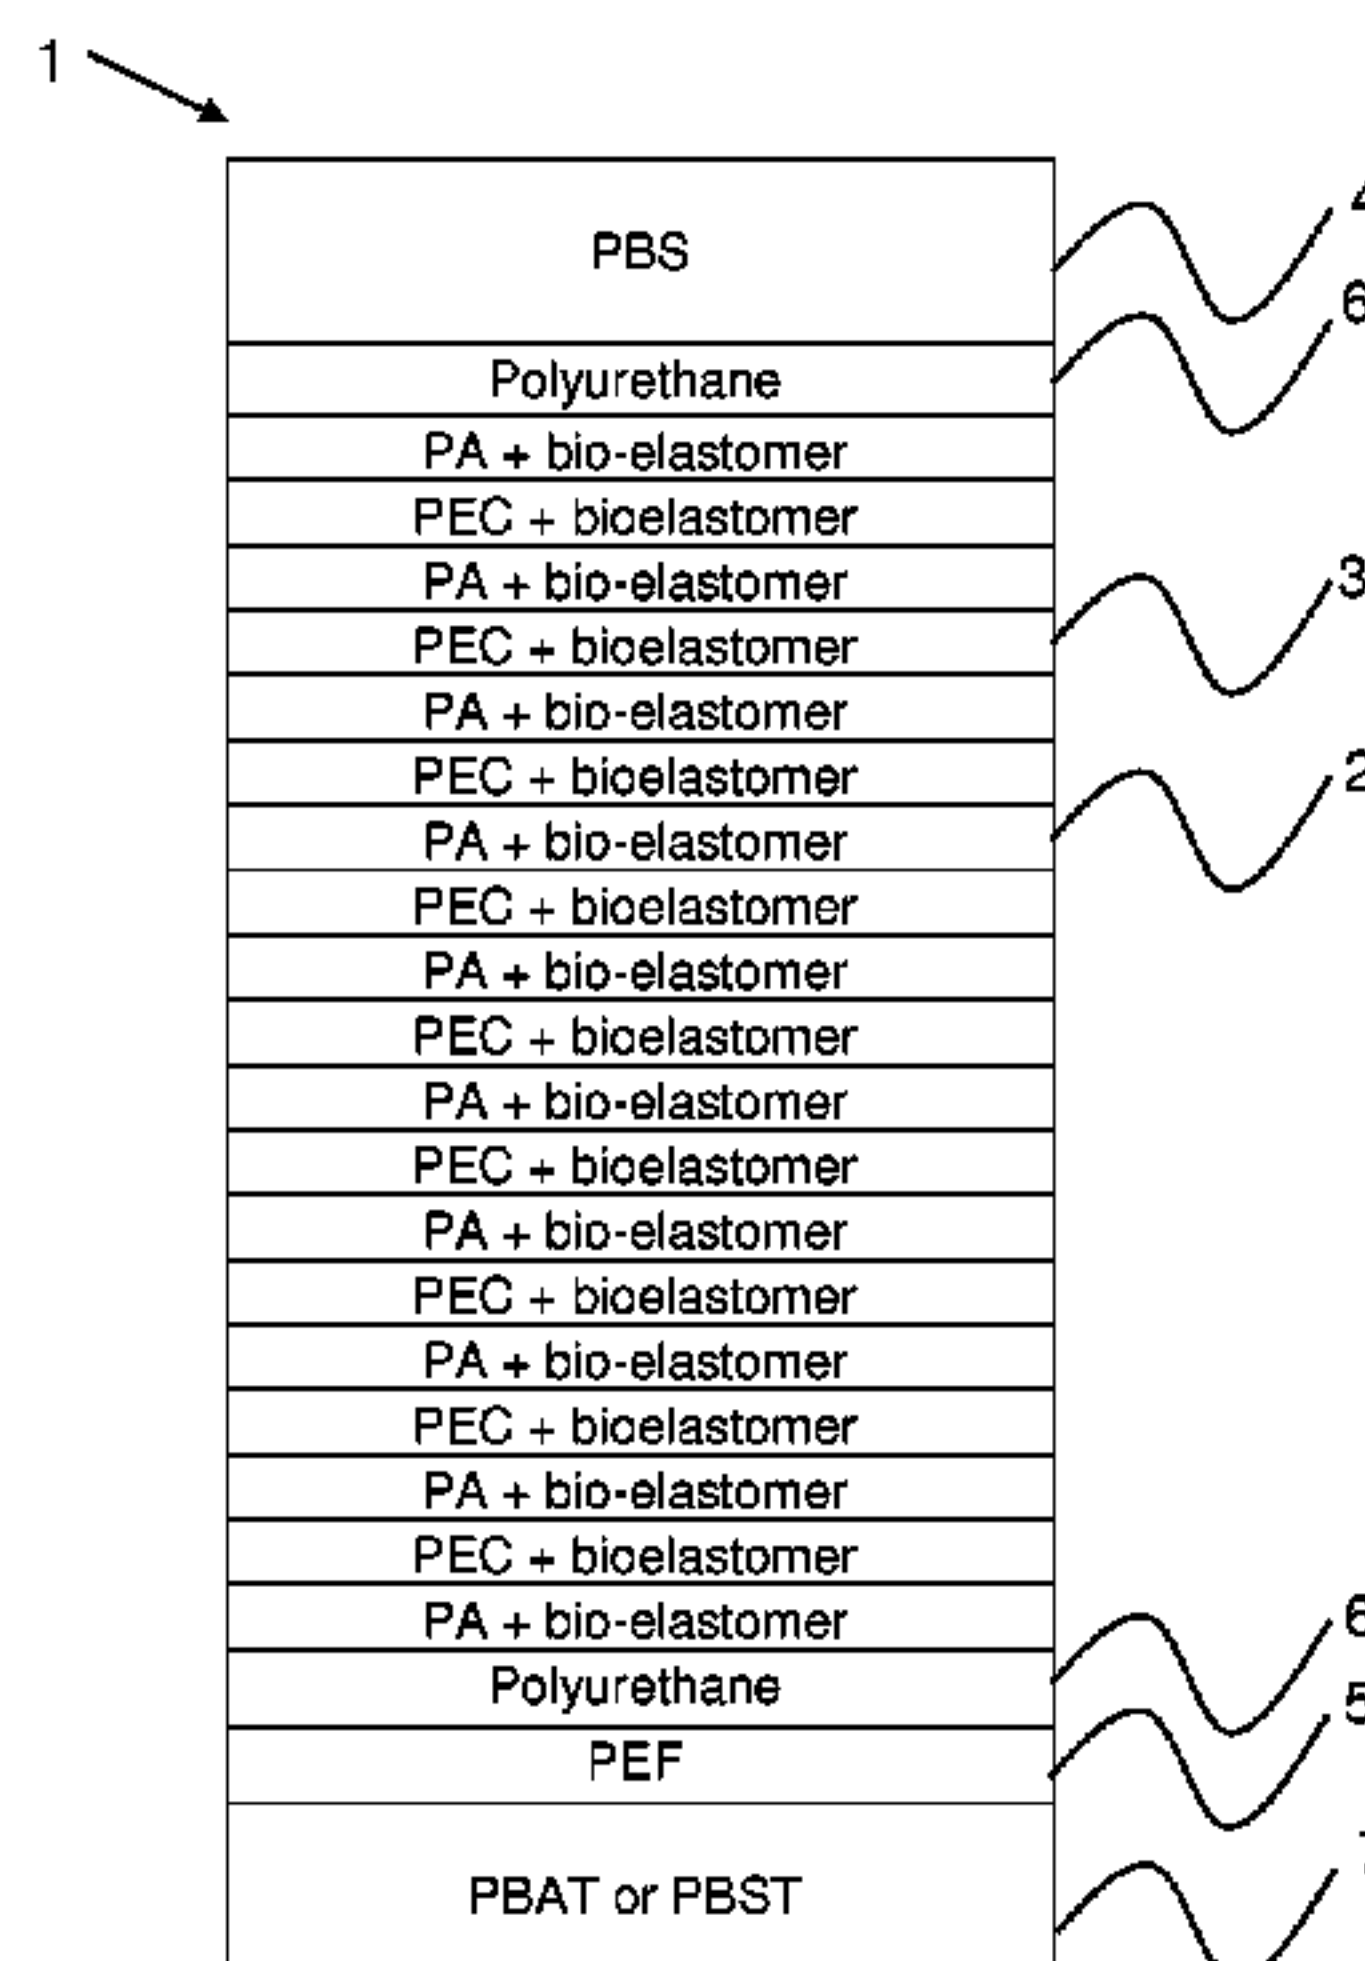 1
PBS
4
Polyurethane
6
PA + bio-elastomer
PEC + bioelastomer
PA + bio-elastomer
3
PEC + bioelastomer
PA + bio-elastomer
PEC + bioelastomer
2
PA + bio-elastomer
PEC + bioelastomer
PA + bio-elastomer
PEC + bioelastomer
PA + bio-elastomer
PEC + bioelastomer
PA + bio-elastomer
PEC + bioelastomer
PA + bio-elastomer
PEC + bioelastomer
PA + bio-elastomer
PEC + bioelastomer
PA + bio-elastomer
6
Polyurethane
5
PEF
PBAT or PBST